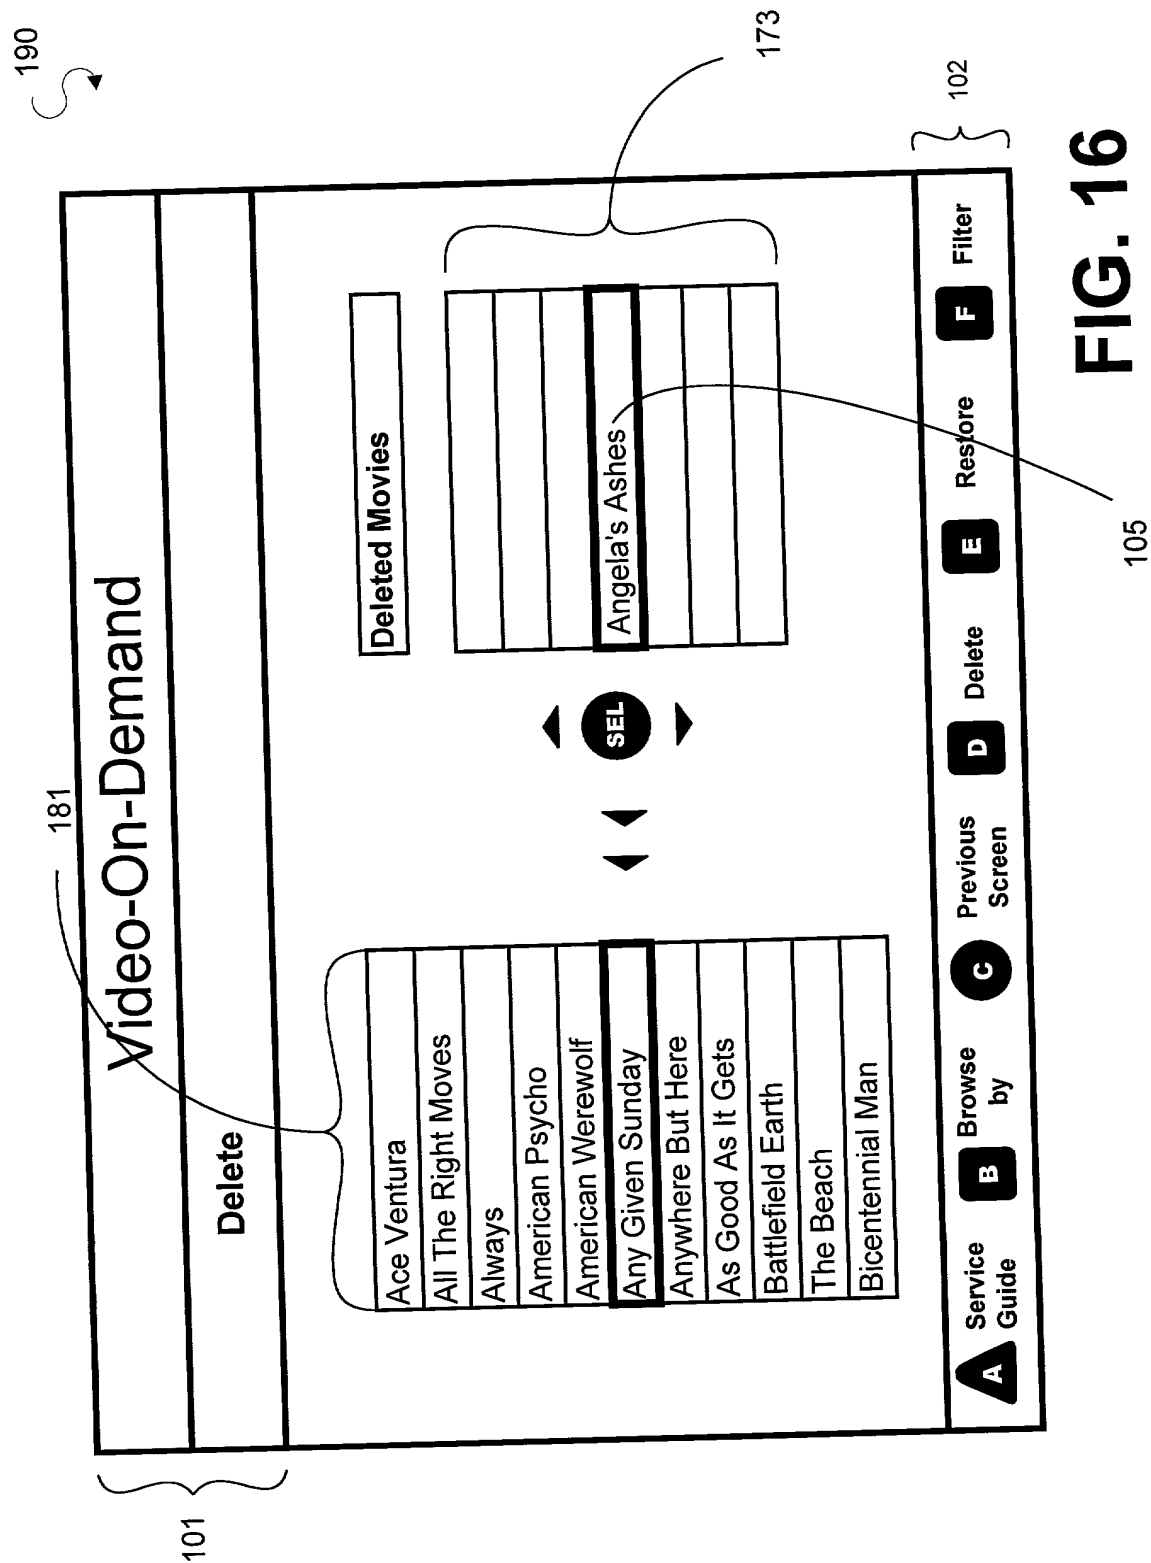 190
181
Video-On-Demand
101
Delete
Ace Ventura
All The Right Moves
Always
American Psycho
American Werewolf
Any Given Sunday
Anywhere But Here
As Good As It Gets
Battlefield Earth
The Beach
Bicentennial Man
SEL
Deleted Movies
Angela's Ashes
173
A Service
Guide
B Browse
by
C Previous
Screen
D Delete
E Restore
F Filter
102
105
FIG. 16